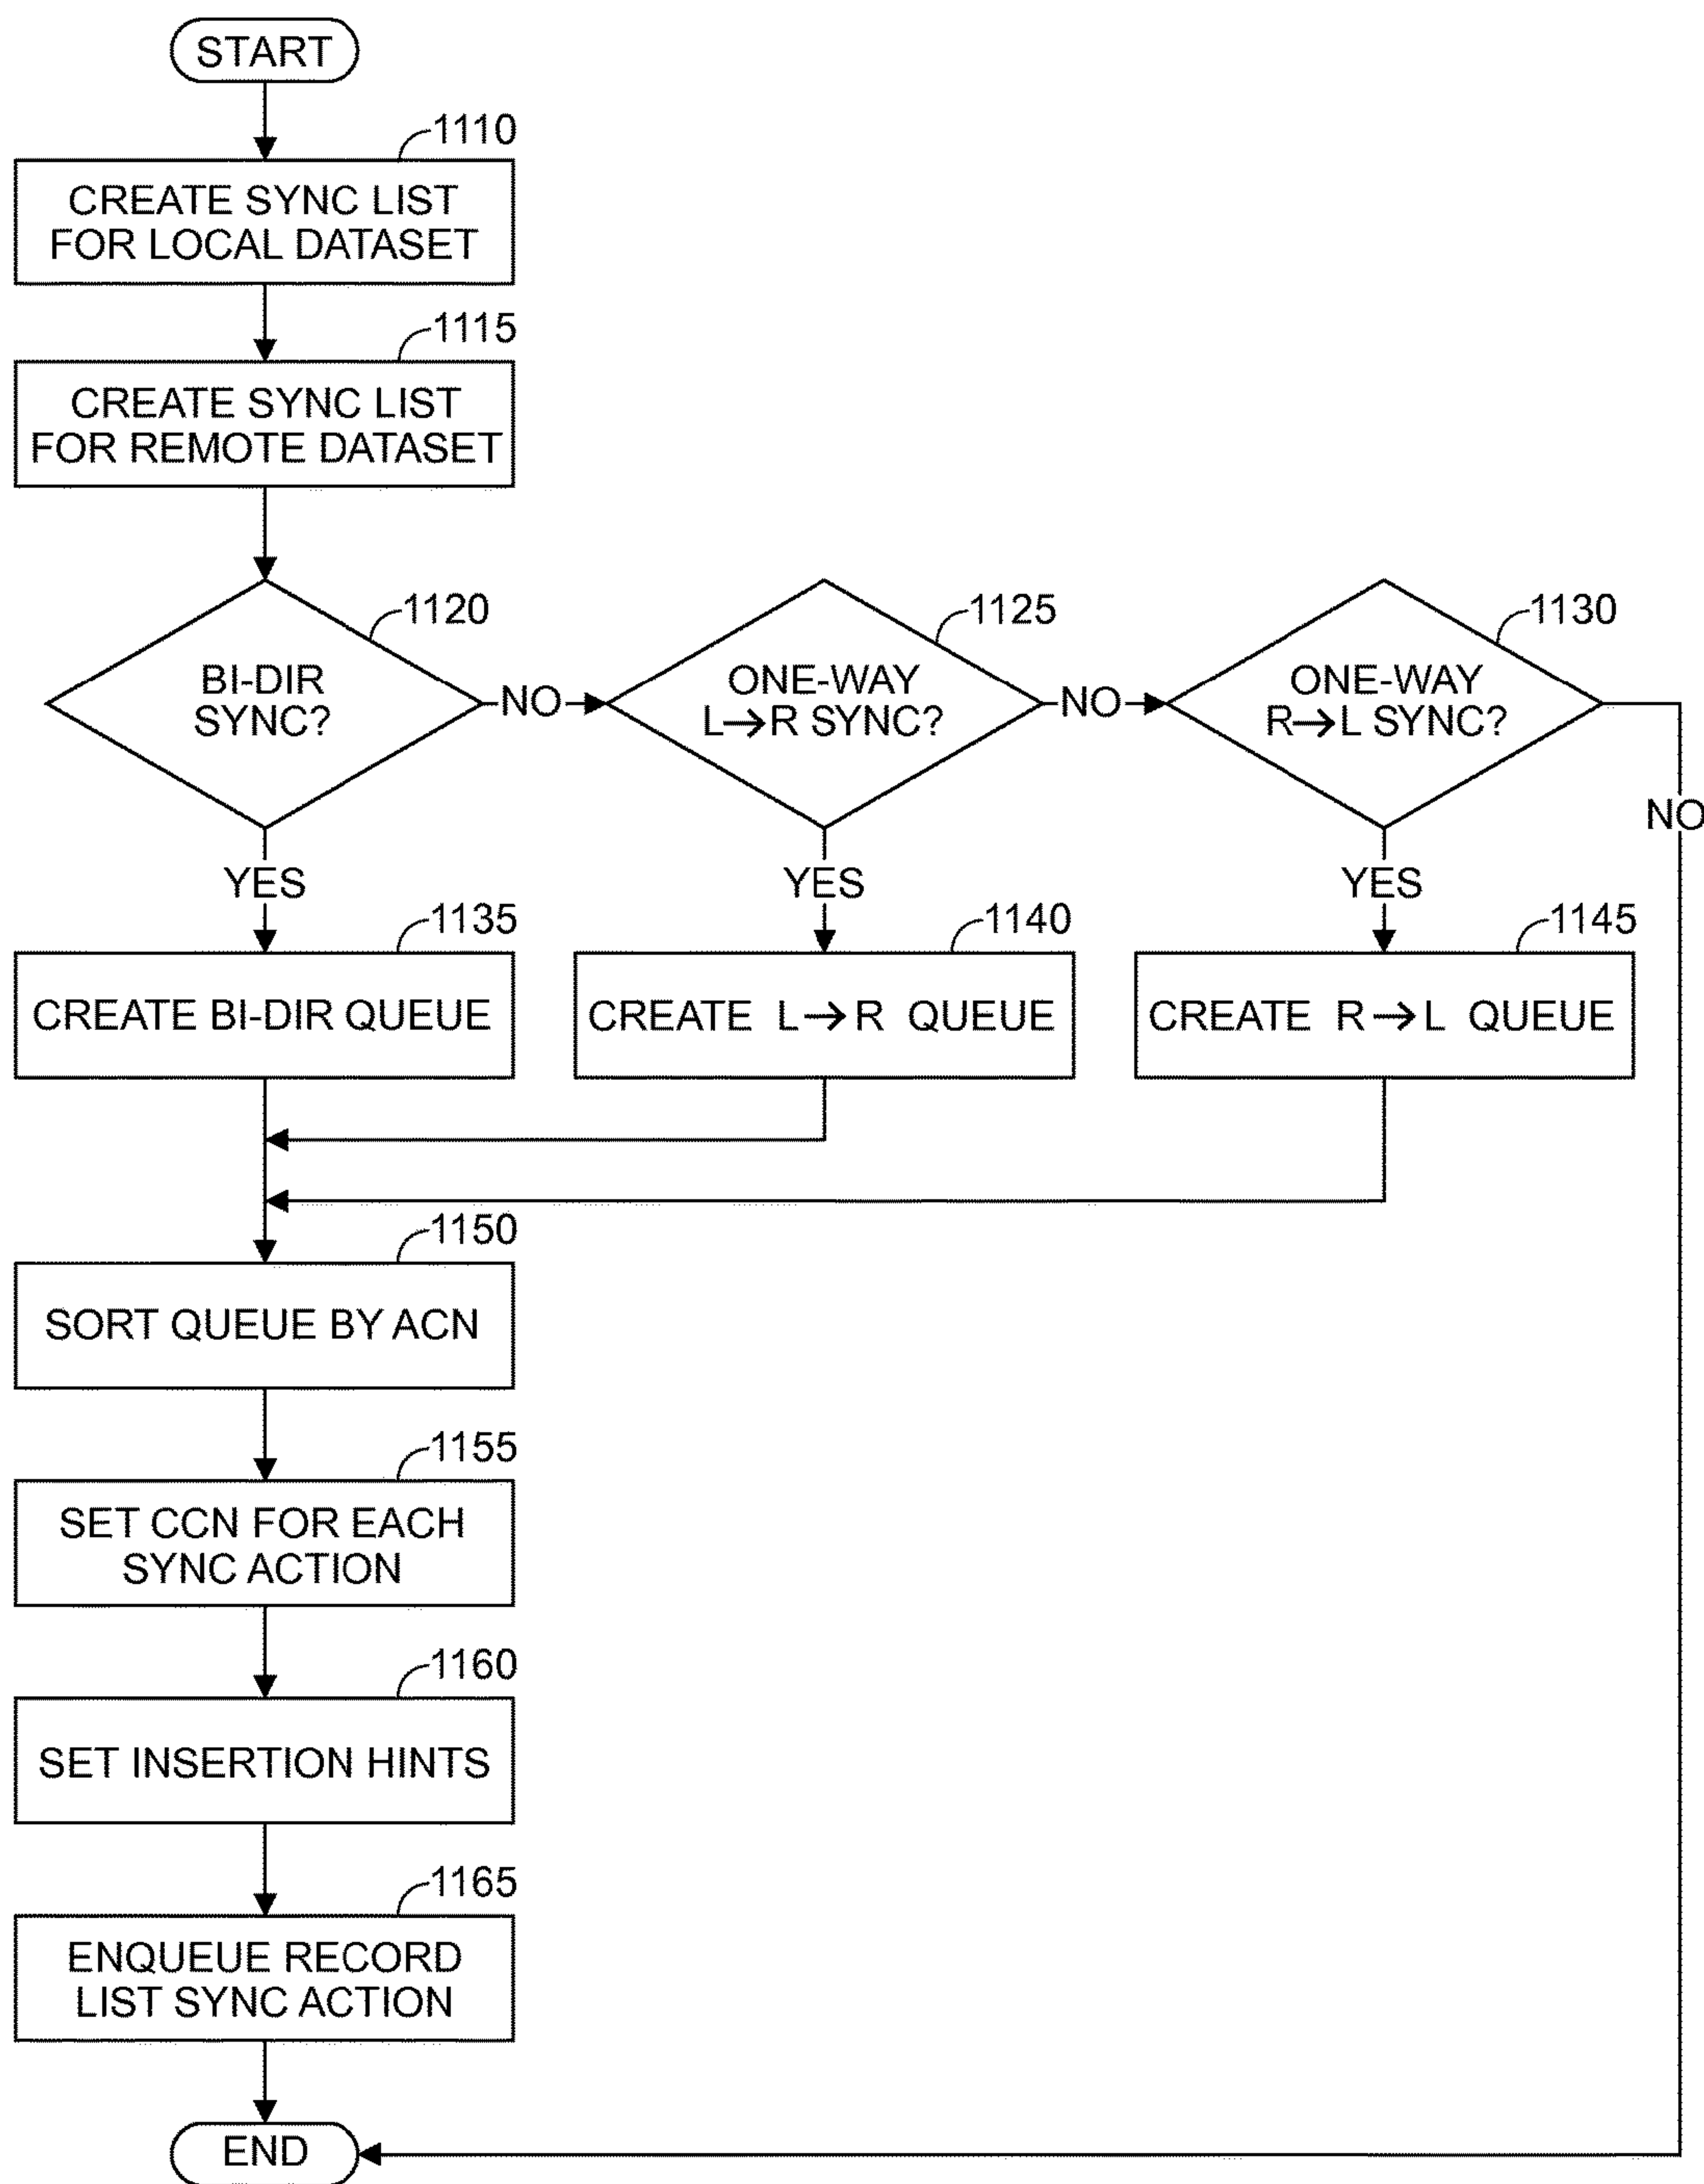 START
1110
CREATE SYNC LIST
FOR LOCAL DATASET
1115
CREATE SYNC LIST
FOR REMOTE DATASET
1120
BI-DIR
SYNC?
NO
1125
ONE-WAY
L→R SYNC?
NO
1130
ONE-WAY
R→L SYNC?
NO
YES
YES
YES
1135
CREATE BI-DIR QUEUE
1140
CREATE L→R QUEUE
1145
CREATE R→L QUEUE
1150
SORT QUEUE BY ACN
1155
SET CCN FOR EACH
SYNC ACTION
1160
SET INSERTION HINTS
1165
ENQUEUE RECORD
LIST SYNC ACTION
END